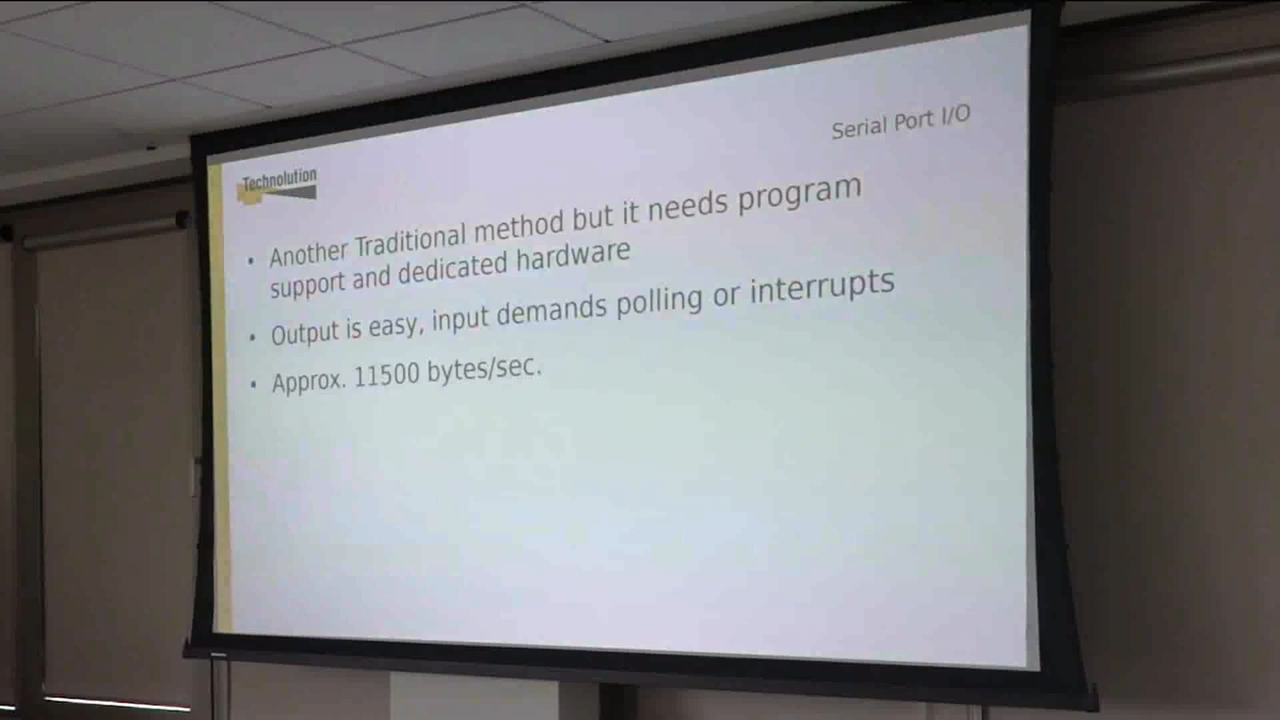 Serial Port I/O
Technolution
• Another Traditional method but it needs program
support and dedicated hardware
• Output is easy, input demands polling or interrupts
• Approx. 11500 bytes/sec.